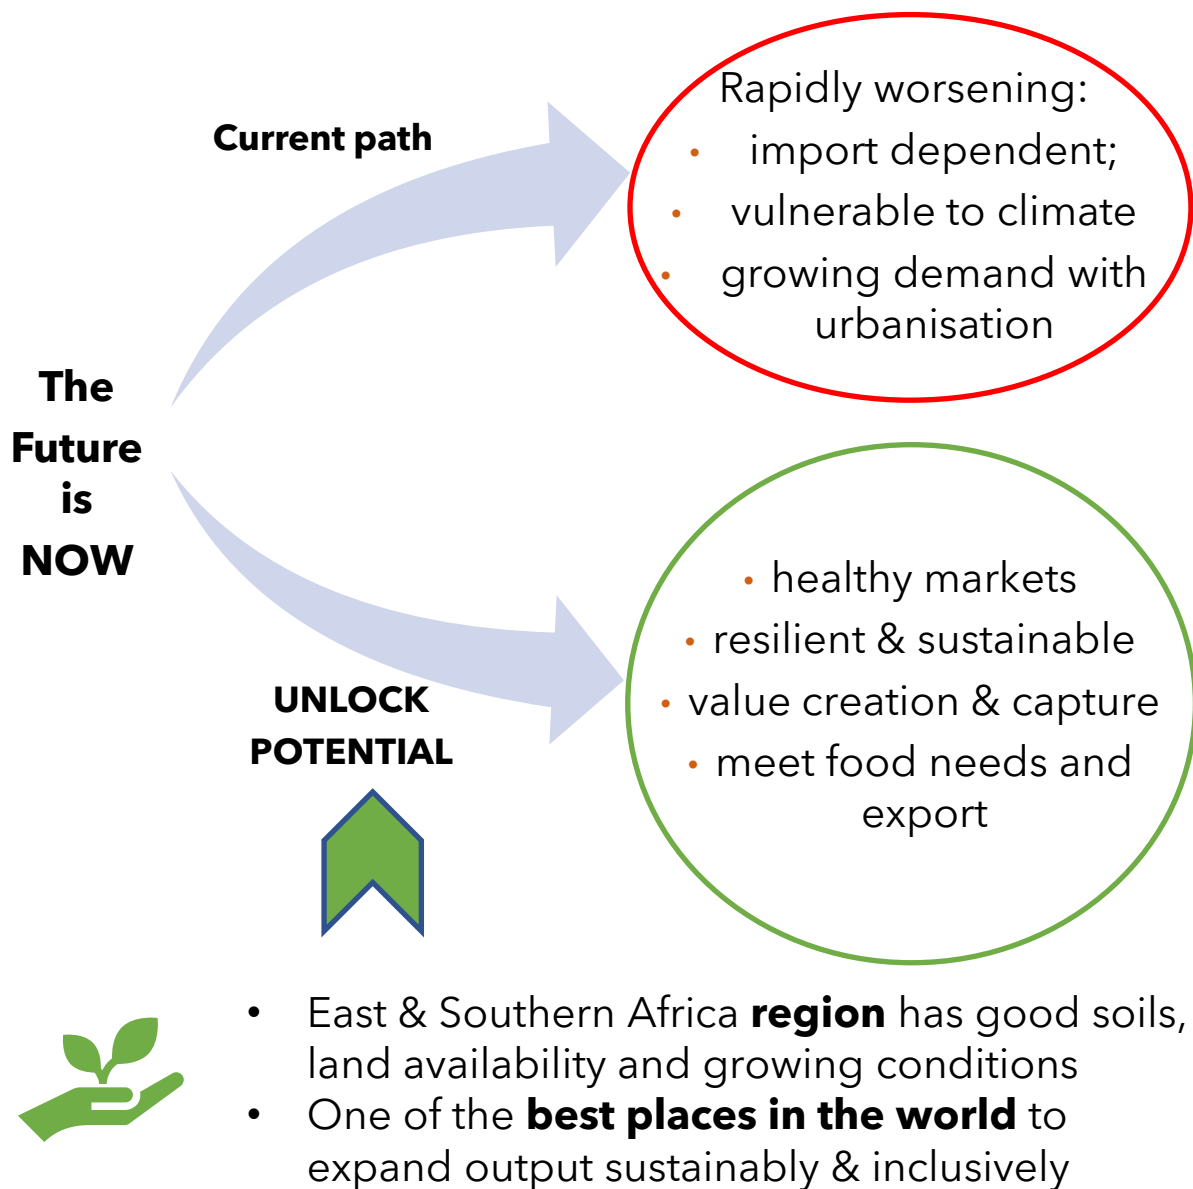 Current path
Rapidly worsening:
• import dependent;
• vulnerable to climate
• growing demand with
urbanisation
The
Future
is
NOW
• healthy markets
• resilient & sustainable
• value creation & capture
• meet food needs and
export
UNLOCK
POTENTIAL
• East & Southern Africa region has good soils,
land availability and growing conditions
• One of the best places in the world to
expand output sustainably & inclusively